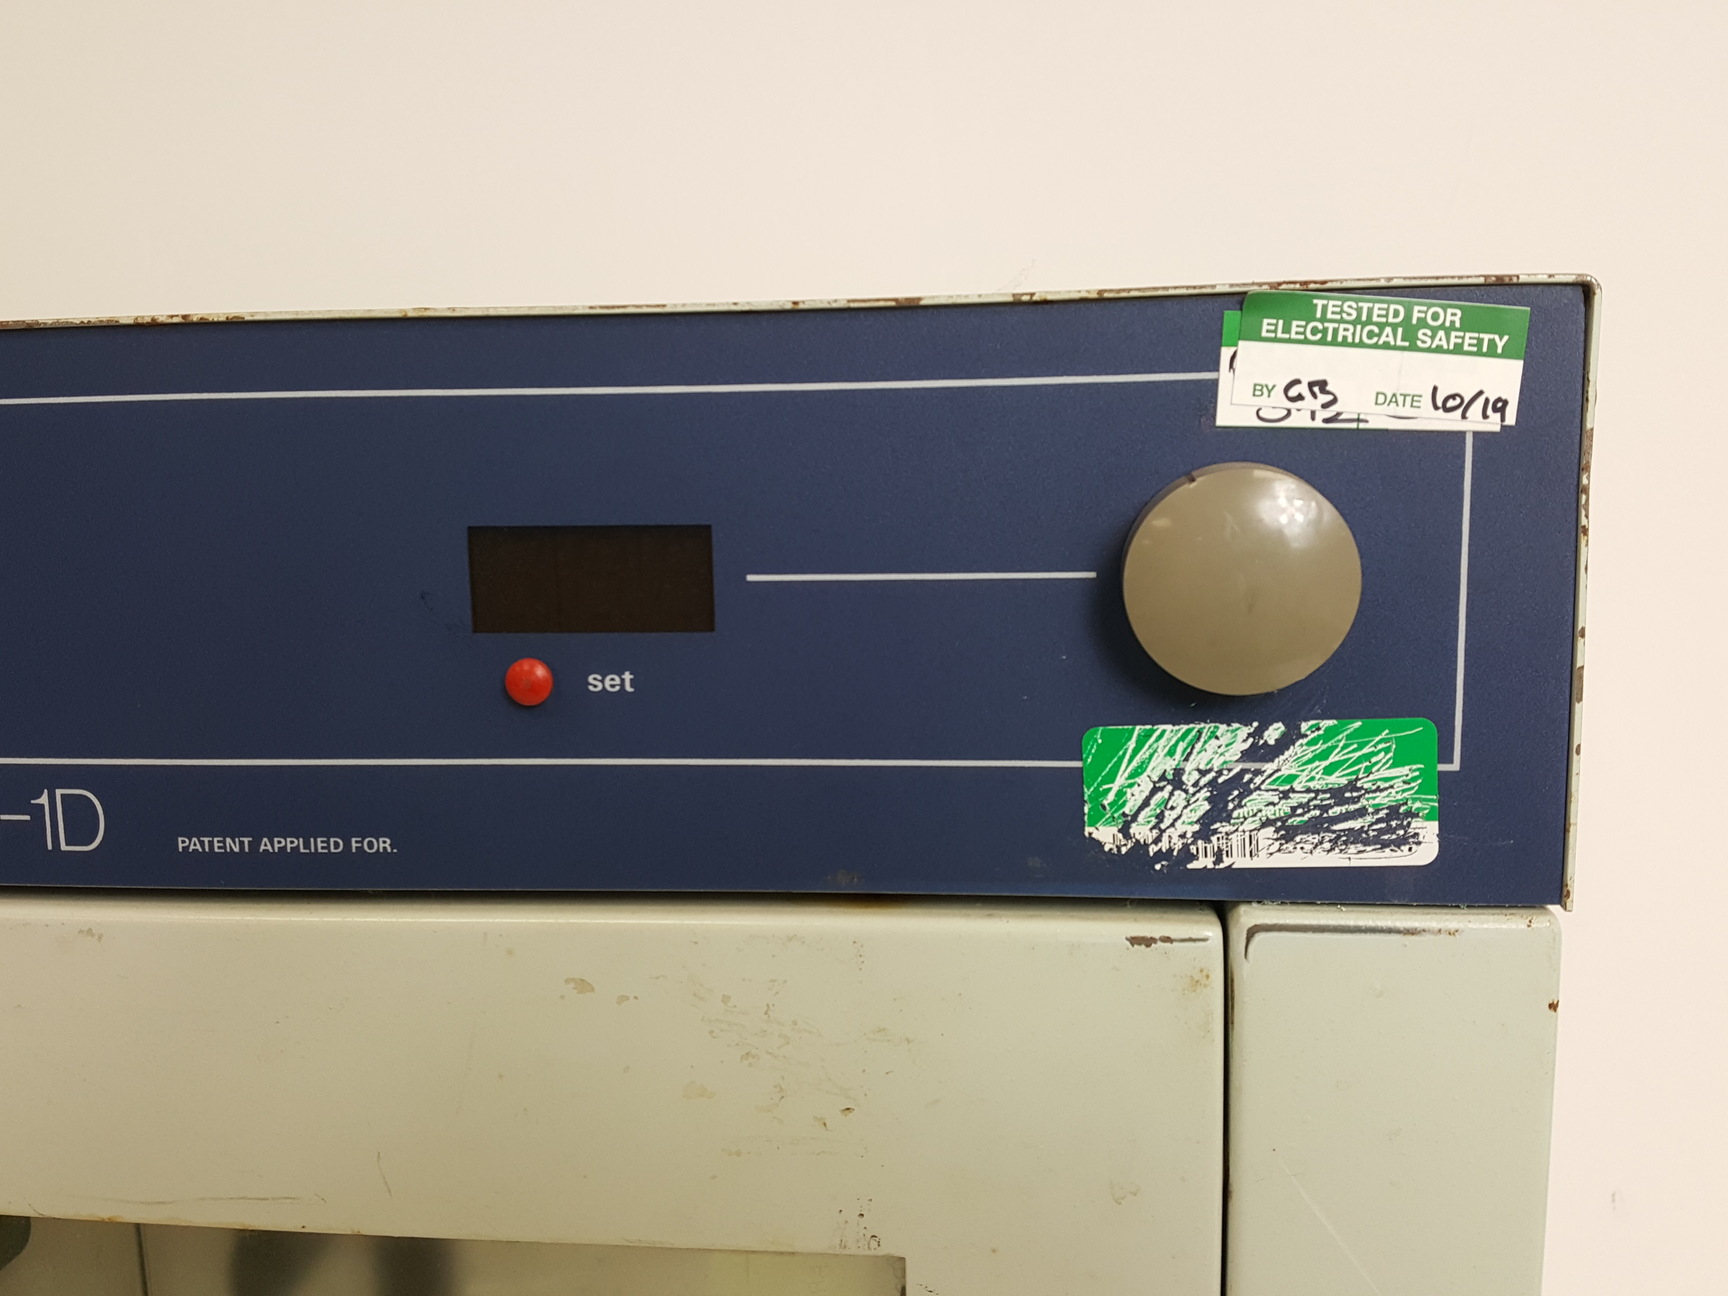 TESTED FOR
ELECTRICAL SAFETY
BY GB DATE 10/19
set
-1D
PATENT APPLIED FOR.